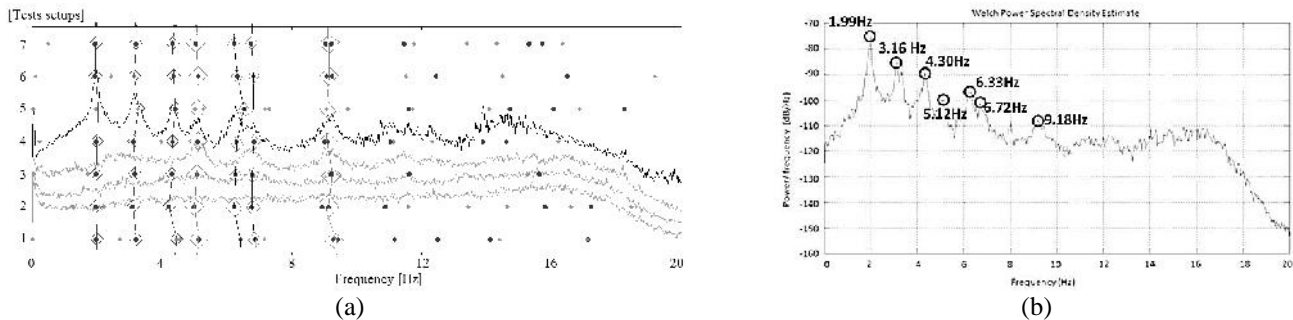 [Tests setups]
7
6
5
4
3
2
1
0 4 8 12 16 20
Frequency [Hz]
(a)
Welch Power Spectral Density Estimate
1.99Hz
3.16 Hz
4.30Hz
6.33Hz
5.12Hz
6.72Hz
9.18Hz
Power/frequency (dB/Hz)
-70
-80
-90
-100
-110
-120
-130
-140
-150
-160
0 2 4 6 8 10 12 14 16 18 20
Frequency (Hz)
(b)